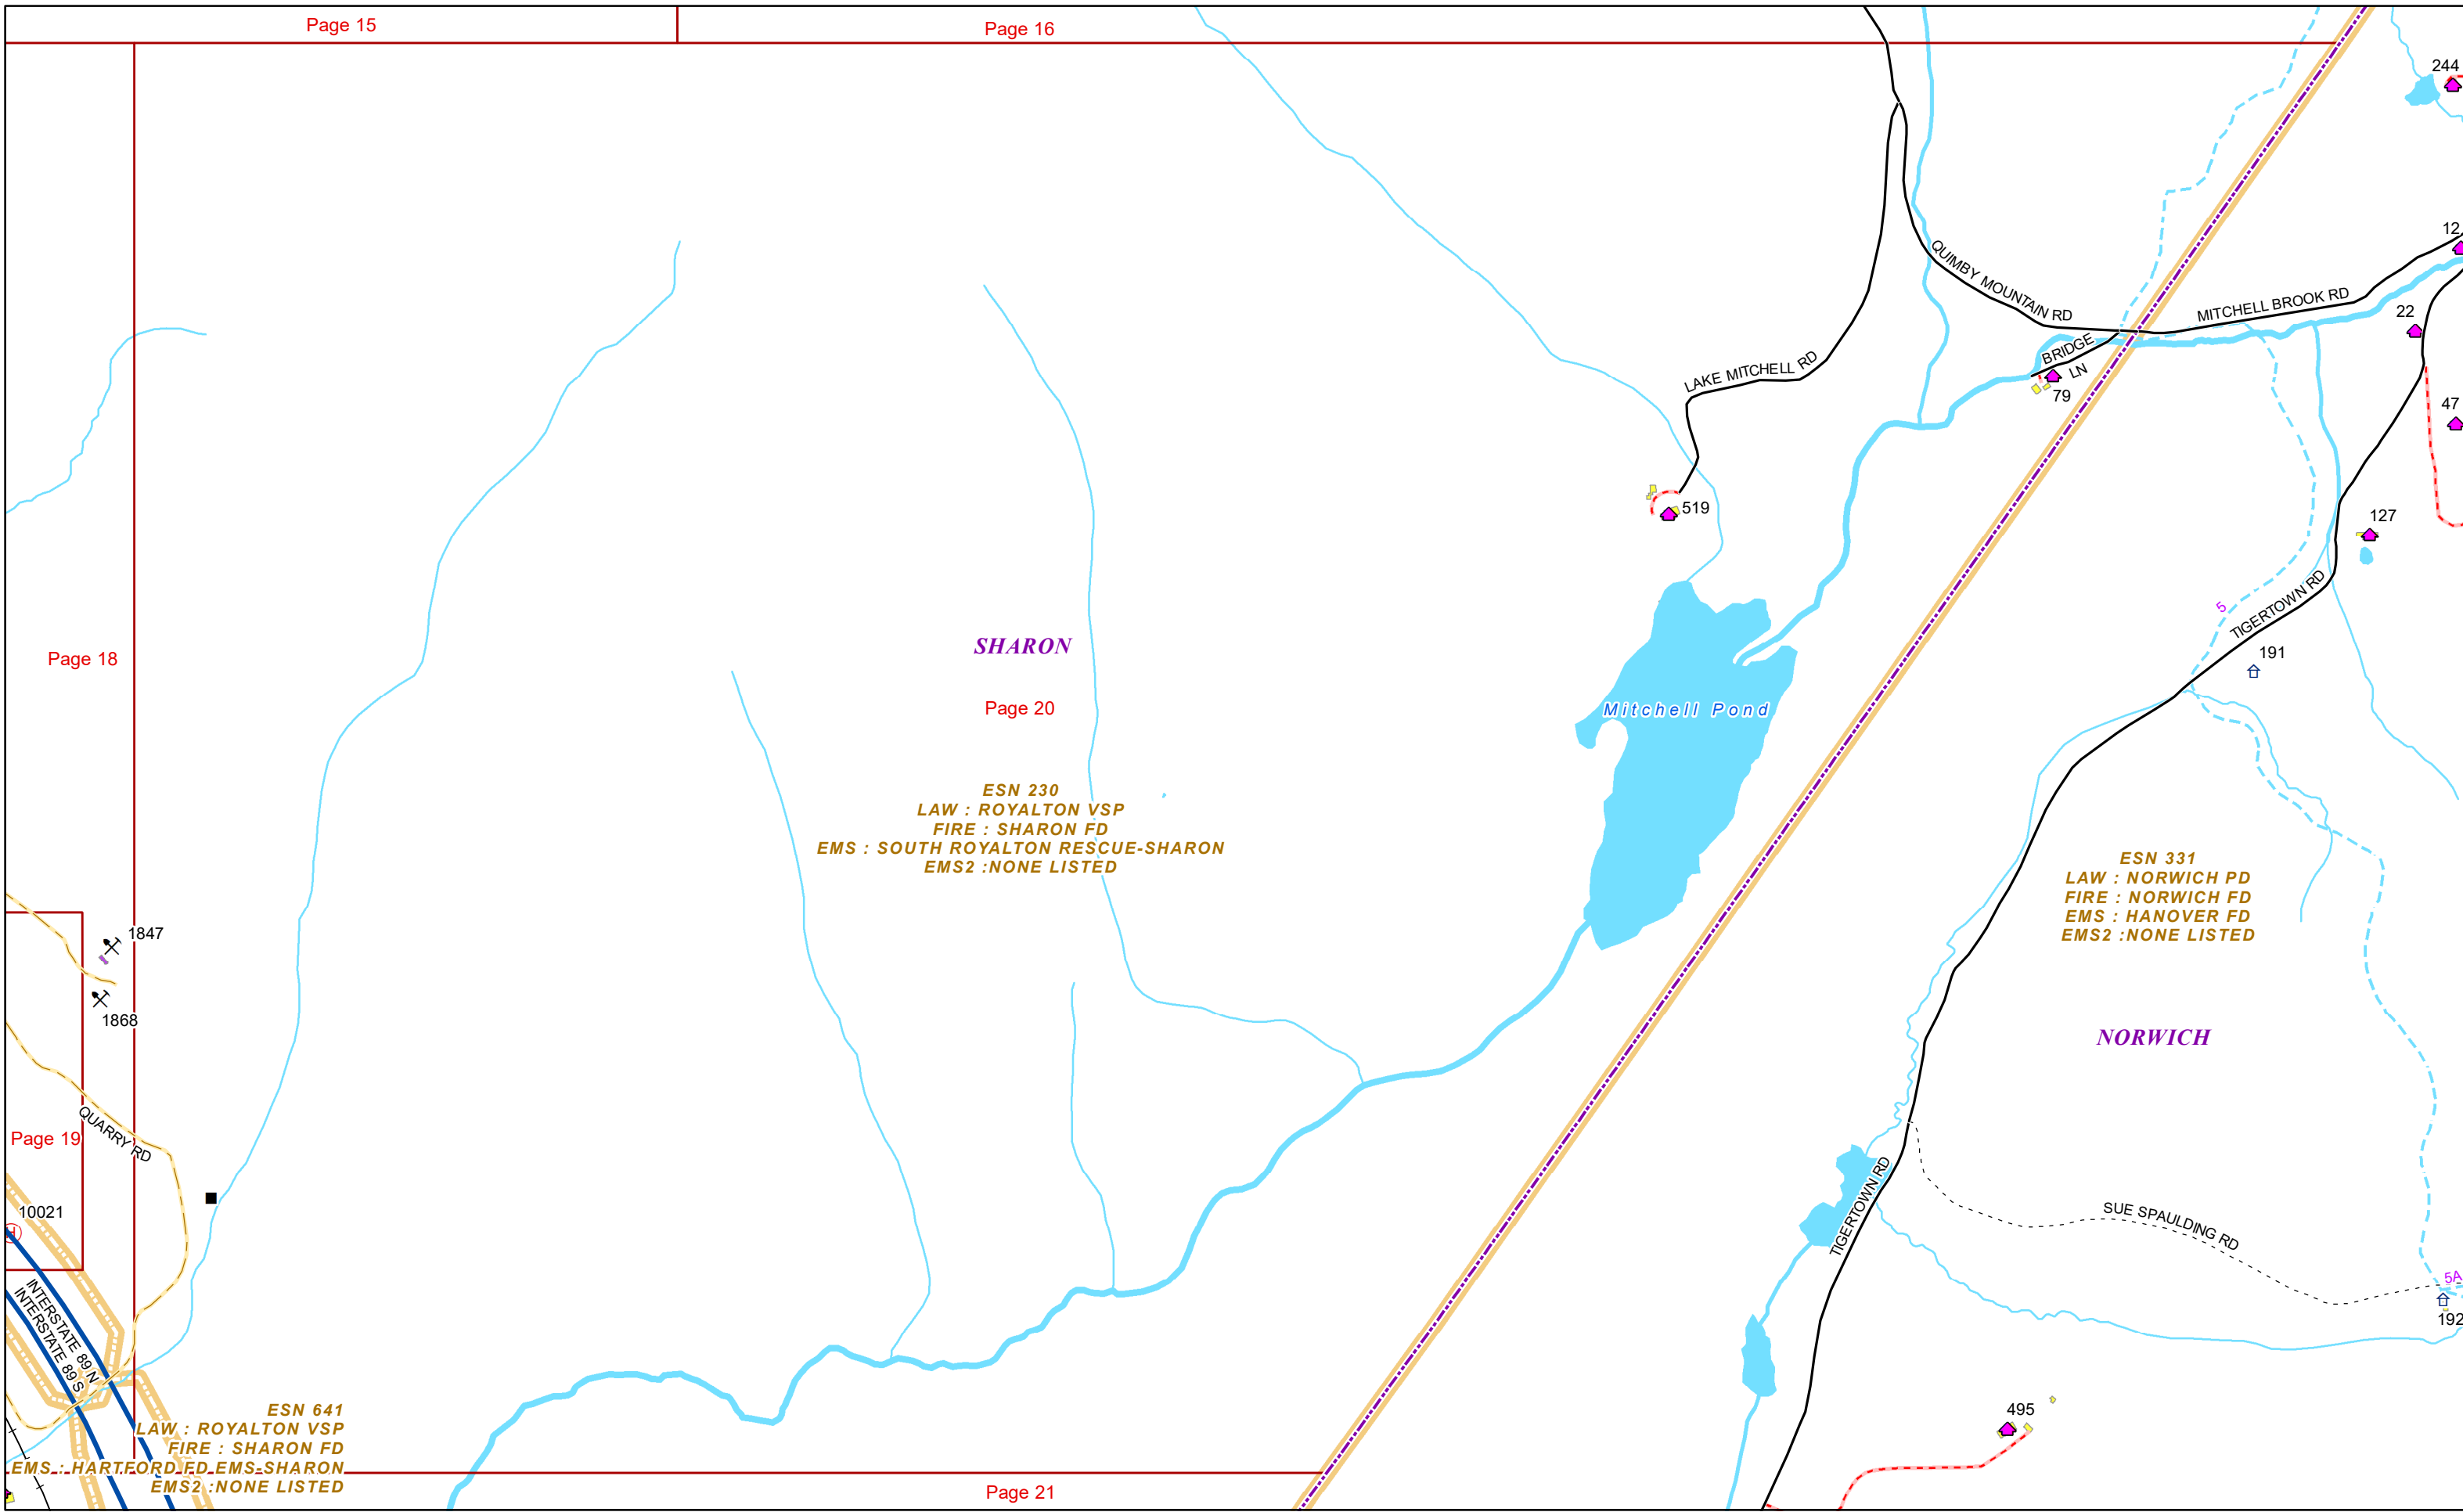 Page 15
Page 16
244
12
QUIMBY MOUNTAIN RD
MITCHELL BROOK RD
22
BRIDGE
LN
79
LAKE MITCHELL RD
47
519
127
5
TIGERTOWN RD
191
SHARON
Page 18
Page 20
Mitchell Pond
ESN 230
LAW : ROYALTON VSP
FIRE : SHARON FD
EMS : SOUTH ROYALTON RESCUE-SHARON
EMS2 :NONE LISTED
ESN 331
LAW : NORWICH PD
FIRE : NORWICH FD
EMS : HANOVER FD
EMS2 :NONE LISTED
1847
1868
NORWICH
QUARRY RD
Page 19
TIGERTOWN RD
SUE SPAULDING RD
10021
H
5A
192
INTERSTATE 89 N
INTERSTATE 89 S
ESN 641
LAW : ROYALTON VSP
FIRE : SHARON FD
EMS : HARTFORD FD EMS-SHARON
EMS2 :NONE LISTED
495
Page 21